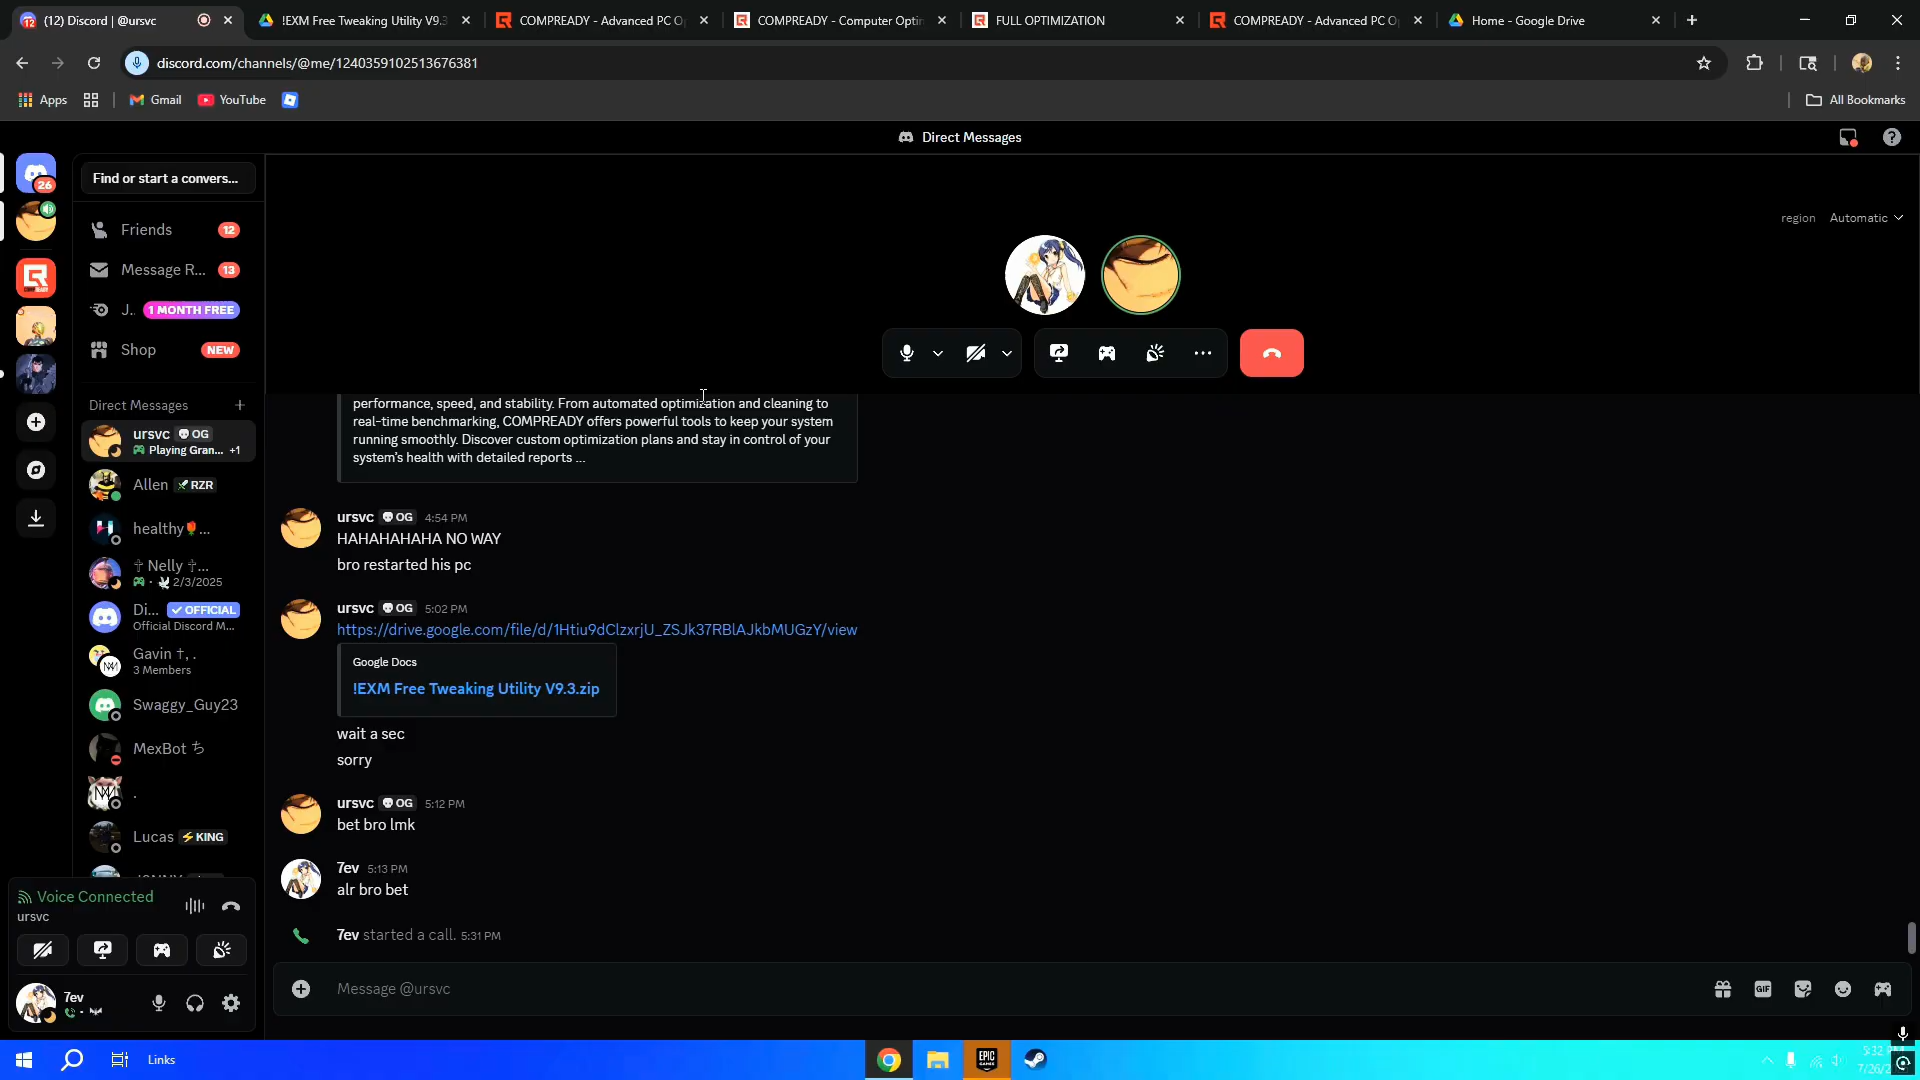 (12) Discord | @ursvc
!EXM Free Tweaking Utility V9.3
COMPREADY - Advanced PC O
COMPREADY - Computer Optim
FULL OPTIMIZATION
COMPREADY - Advanced PC O
Home - Google Drive
discord.com/channels/@me/1240359102513676381
Apps
Gmail
YouTube
All Bookmarks
Direct Messages
26
Find or start a convers...
Friends
12
Message R...
13
J..
1 MONTH FREE
Shop
NEW
Direct Messages
ursvc OG
Playing Gran... +1
Allen RZR
healthy🌹...
✝ Nelly ✝...
2/3/2025
Di... OFFICIAL
Official Discord M...
Gavin †, .
3 Members
Swaggy_Guy23
MexBot ち
.
Lucas KING
Voice Connected
ursvc
7ev
region Automatic
performance, speed, and stability. From automated optimization and cleaning to
real-time benchmarking, COMPREADY offers powerful tools to keep your system
running smoothly. Discover custom optimization plans and stay in control of your
system's health with detailed reports ...
ursvc OG 4:54 PM
HAHAHAHAHA NO WAY
bro restarted his pc
ursvc OG 5:02 PM
https://drive.google.com/file/d/1Htiu9dClzxrjU_ZSJk37RBlAJkbMUGzY/view
Google Docs
!EXM Free Tweaking Utility V9.3.zip
wait a sec
sorry
ursvc OG 5:12 PM
bet bro lmk
7ev 5:13 PM
alr bro bet
7ev started a call. 5:31 PM
Message @ursvc
GIF
Links
EPIC GAMES